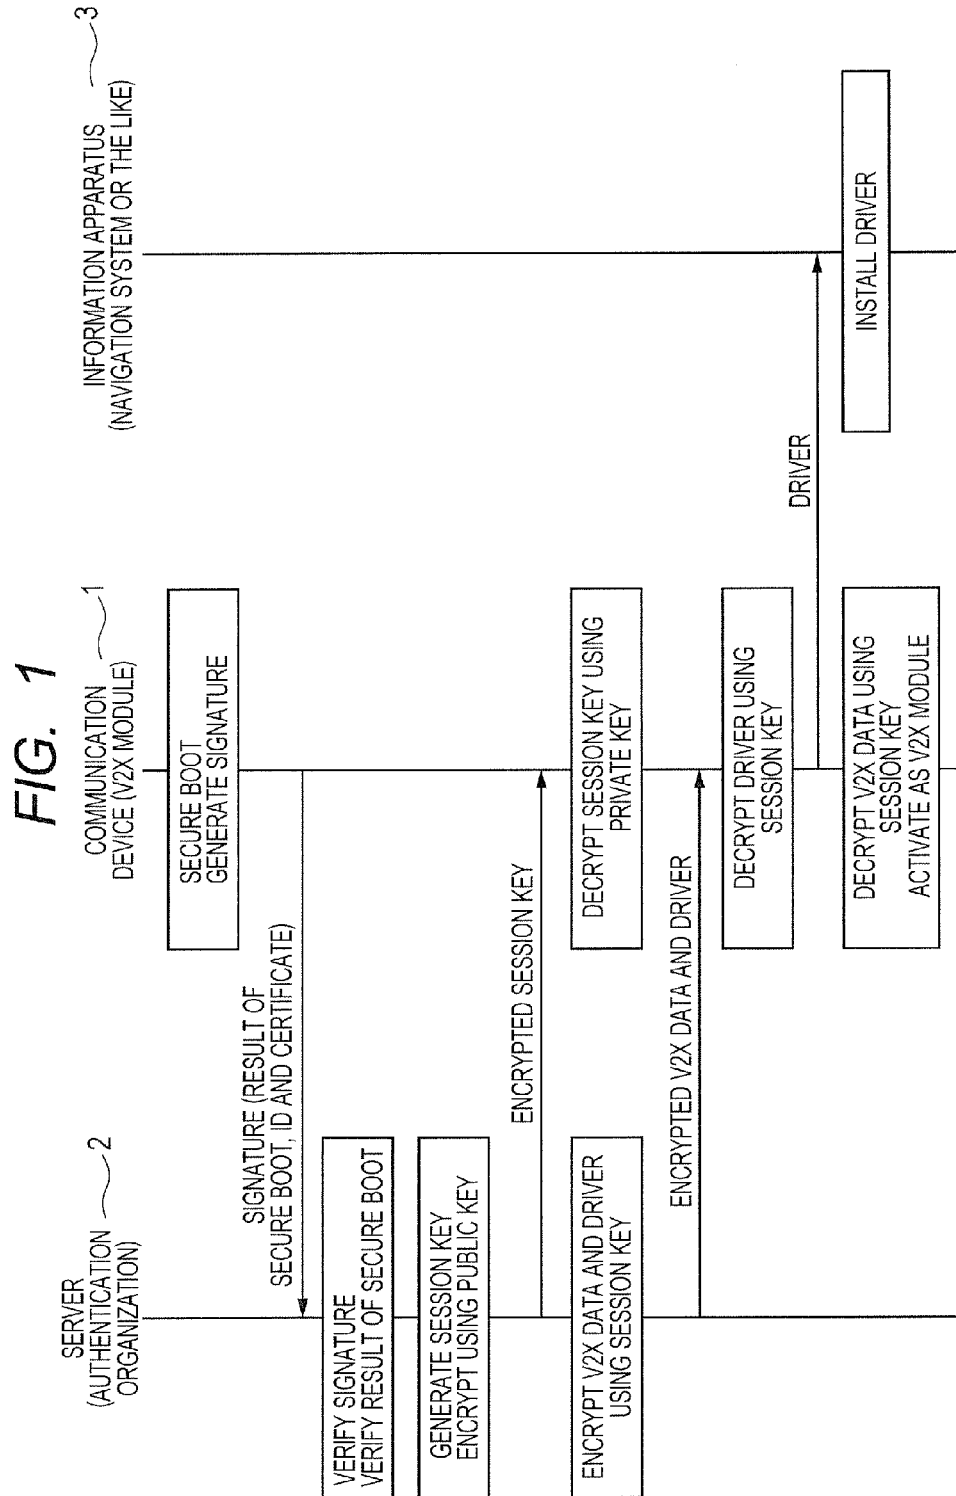 FIG. 1
SERVER
(AUTHENTICATION
ORGANIZATION)
2
COMMUNICATION
DEVICE (V2X MODULE)
1
INFORMATION APPARATUS
(NAVIGATION SYSTEM OR THE LIKE)
3
SECURE BOOT
GENERATE SIGNATURE
SIGNATURE (RESULT OF
SECURE BOOT, ID AND CERTIFICATE)
VERIFY SIGNATURE
VERIFY RESULT OF SECURE BOOT
GENERATE SESSION KEY
ENCRYPT USING PUBLIC KEY
ENCRYPTED SESSION KEY
ENCRYPT V2X DATA AND DRIVER
USING SESSION KEY
DECRYPT SESSION KEY USING
PRIVATE KEY
ENCRYPTED V2X DATA AND DRIVER
DECRYPT DRIVER USING
SESSION KEY
DRIVER
DECRYPT V2X DATA USING
SESSION KEY
ACTIVATE AS V2X MODULE
INSTALL DRIVER